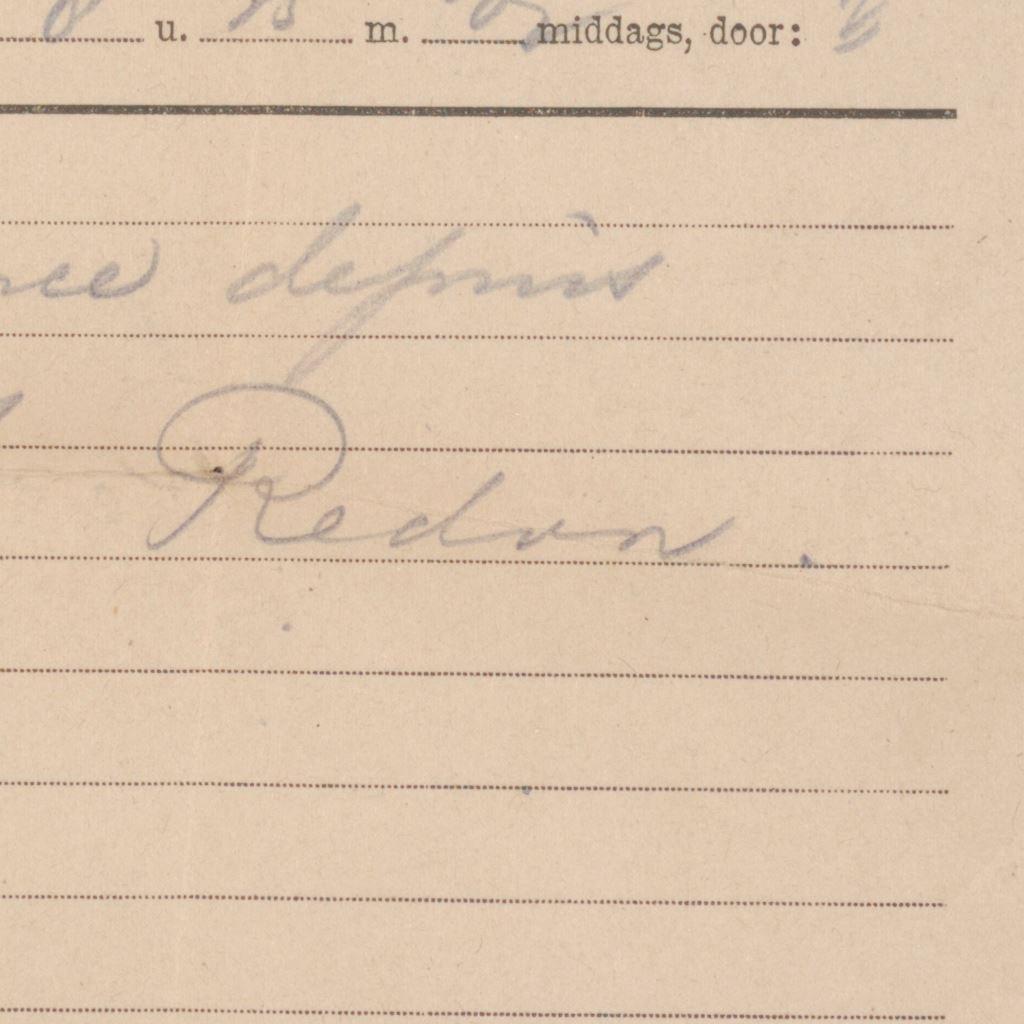 u. m. middags, door:
depuis
Redon.